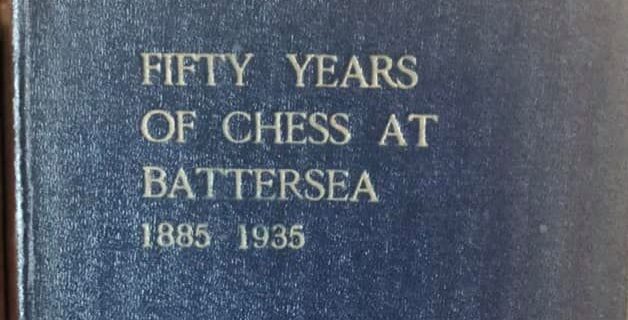 FIFTY YEARS
OF CHESS AT
BATTERSEA
1885 1935